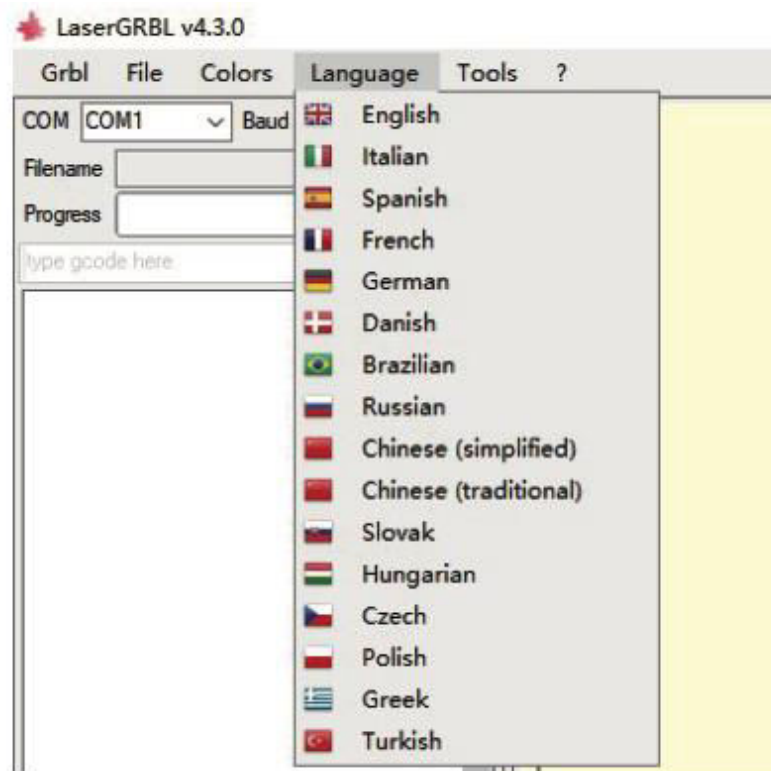 LaserGRBL v4.3.0
Grbl File Colors Language Tools ?
COM COM1 Baud
Filename
Progress
type gcode here
English
Italian
Spanish
French
German
Danish
Brazilian
Russian
Chinese (simplified)
Chinese (traditional)
Slovak
Hungarian
Czech
Polish
Greek
Turkish